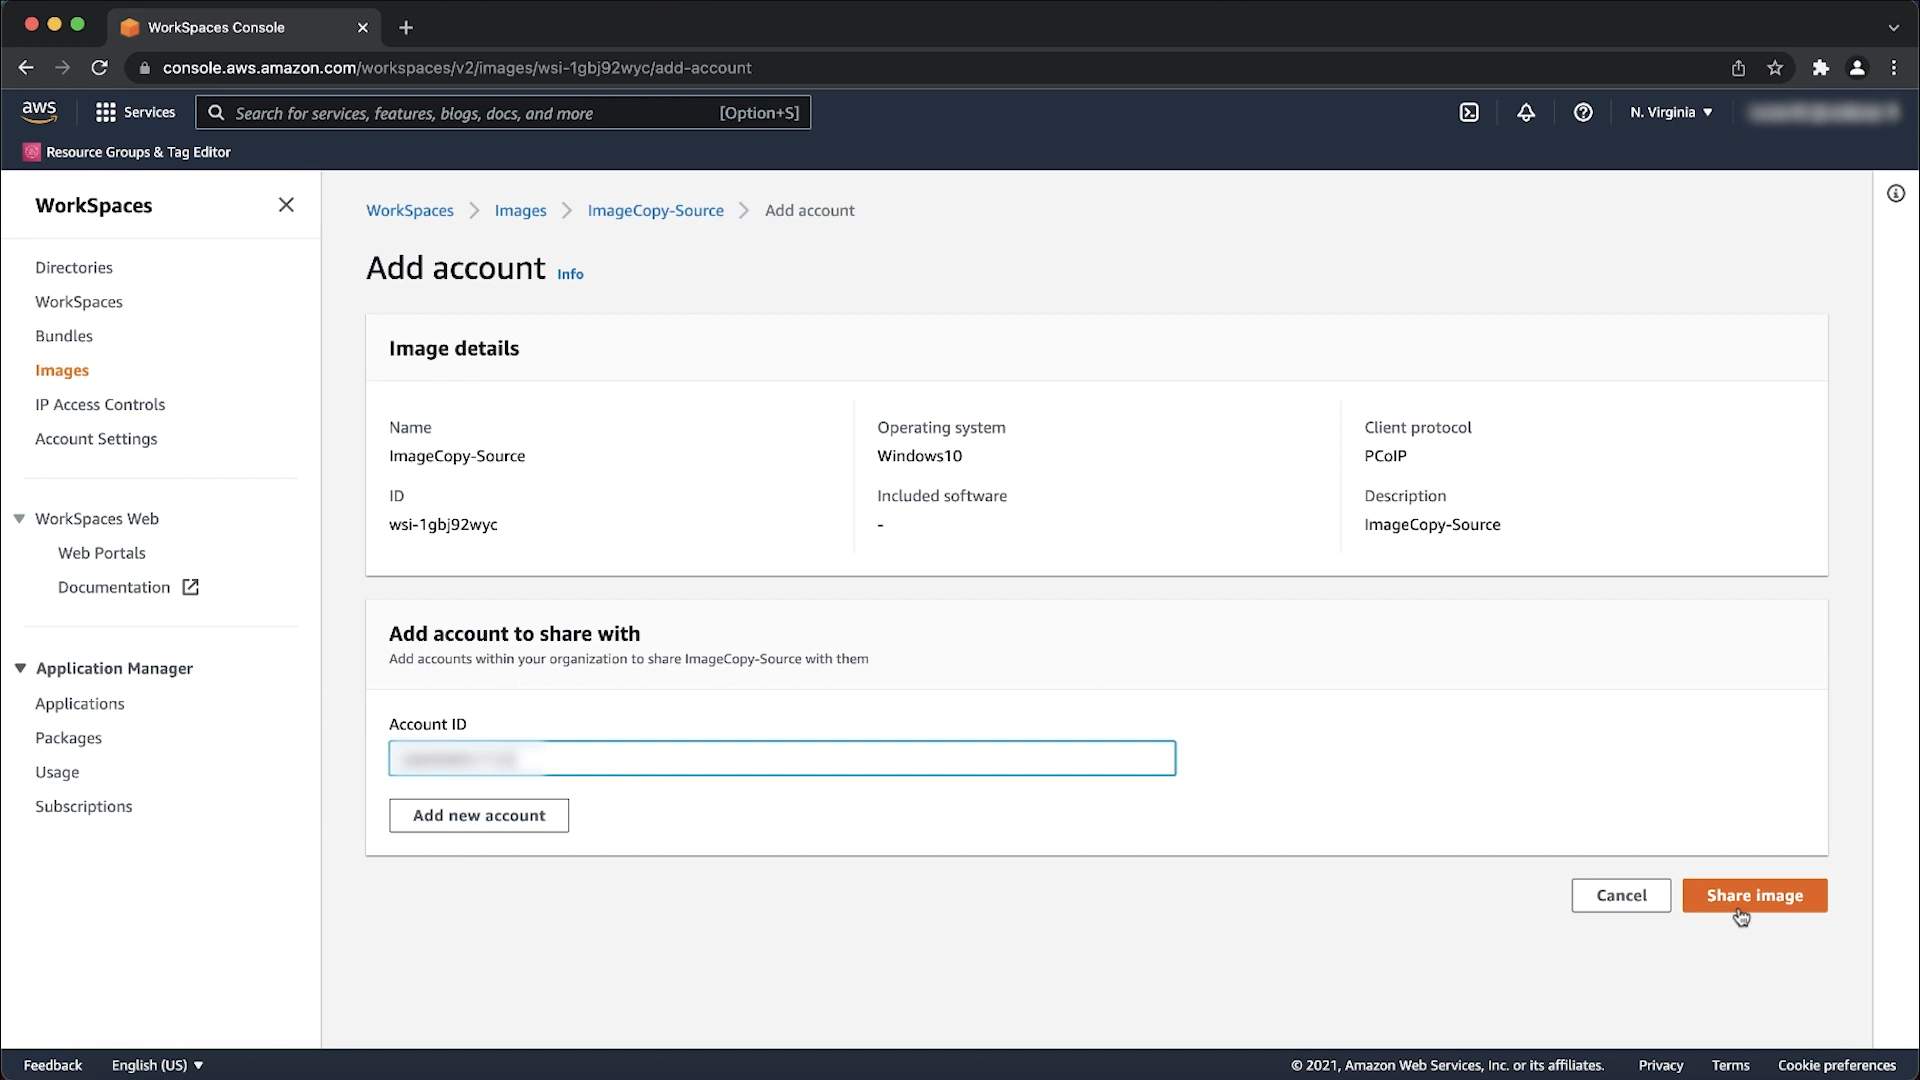 WorkSpaces Console
console.aws.amazon.com/workspaces/v2/images/wsi-1gbj92wyc/add-account
aws
Services
Search for services, features, blogs, docs, and more
[Option+S]
N. Virginia
Resource Groups & Tag Editor
WorkSpaces
Directories
WorkSpaces
Bundles
Images
IP Access Controls
Account Settings
WorkSpaces Web
Web Portals
Documentation
Application Manager
Applications
Packages
Usage
Subscriptions
WorkSpaces
Images
ImageCopy-Source
Add account
Add account Info
Image details
Name
ImageCopy-Source
ID
wsi-1gbj92wyc
Operating system
Windows10
Included software
-
Client protocol
PCoIP
Description
ImageCopy-Source
Add account to share with
Add accounts within your organization to share ImageCopy-Source with them
Account ID
Add new account
Cancel
Share image
Feedback
English (US)
© 2021, Amazon Web Services, Inc. or its affiliates.
Privacy
Terms
Cookie preferences